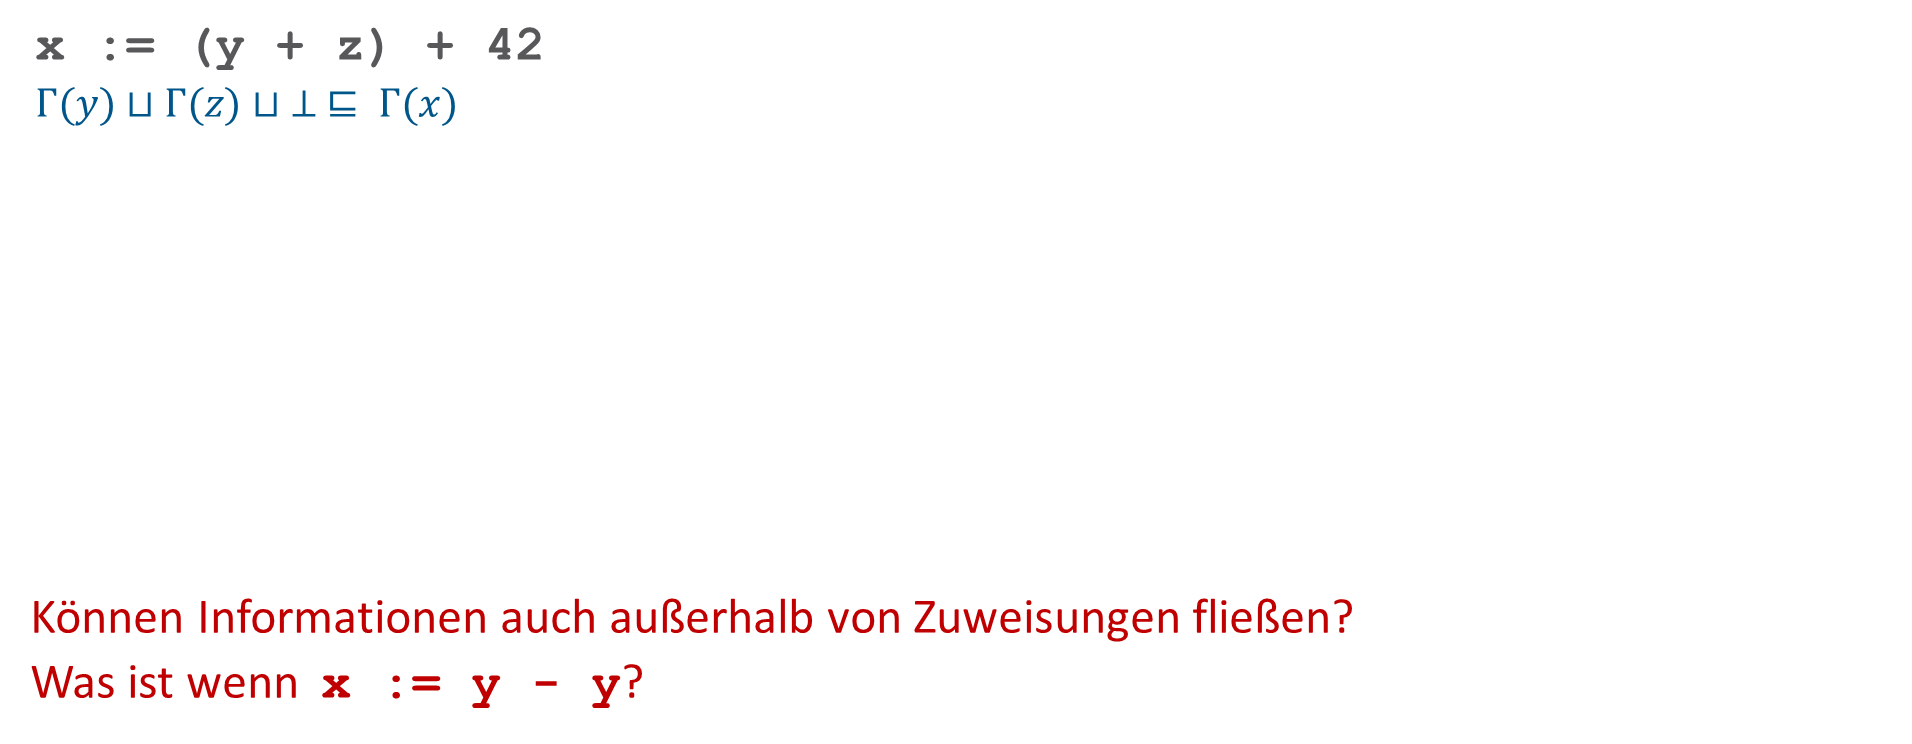 x := (y + z) + 42
Γ(y) ⊔ Γ(z) ⊔ ⊥ ⊑ Γ(x)
Können Informationen auch außerhalb von Zuweisungen fließen?
Was ist wenn x := y - y?